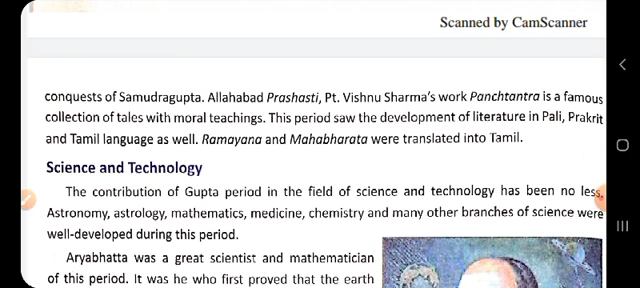 Scanned by CamScanner
conquests of Samudragupta. Allahabad Prashasti, Pt. Vishnu Sharma's work Panchtantra is a famous
collection of tales with moral teachings. This period saw the development of literature in Pali, Prakrit
and Tamil language as well. Ramayana and Mahabharata were translated into Tamil.
Science and Technology
The contribution of Gupta period in the field of science and technology has been no less.
Astronomy, astrology, mathematics, medicine, chemistry and many other branches of science were
well-developed during this period.
Aryabhatta was a great scientist and mathematician
of this period. It was he who first proved that the earth